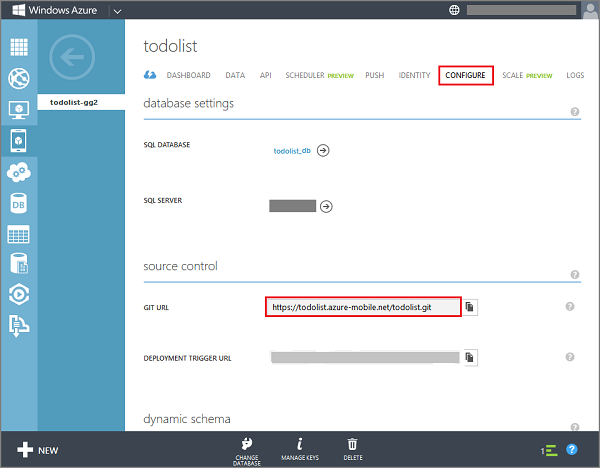 Windows Azure
todolist
todolist-gg2
DASHBOARD DATA API SCHEDULER PREVIEW PUSH IDENTITY CONFIGURE SCALE PREVIEW LOGS
database settings
?
SQL DATABASE todolist_db
SQL SERVER
source control
?
GIT URL https://todolist.azure-mobile.net/todolist.git ?
DEPLOYMENT TRIGGER URL ?
dynamic schema
DB
NEW
CHANGE DATABASE
MANAGE KEYS
DELETE
1
?